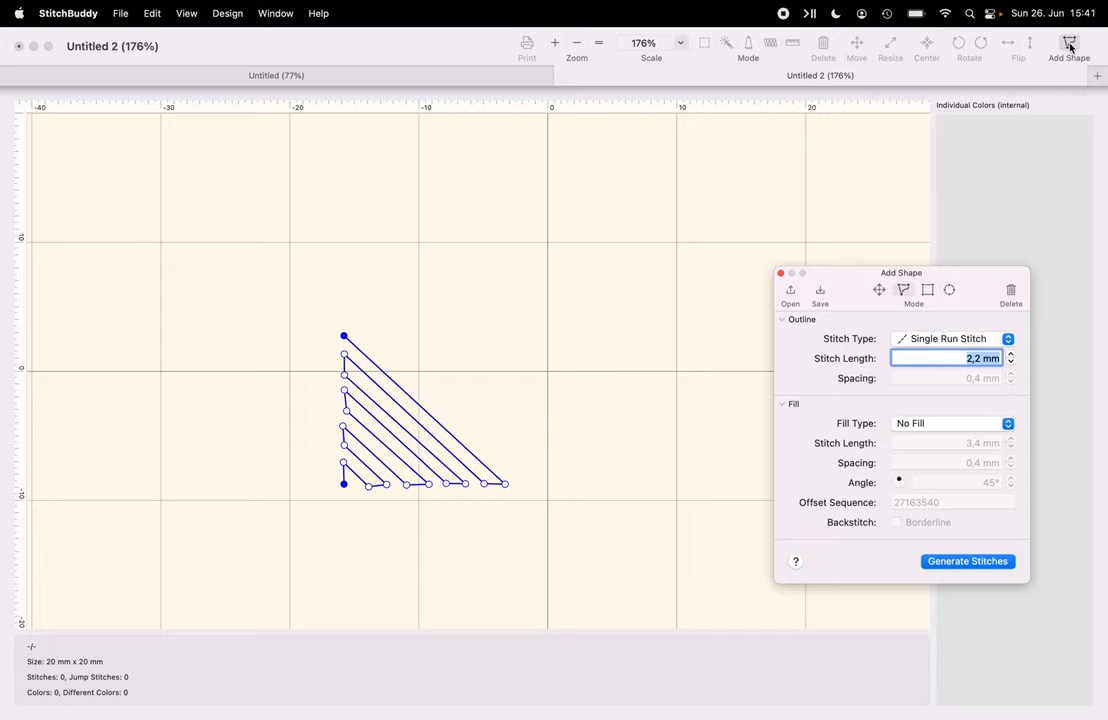 StitchBuddy File Edit View Design Window Help Sun 26. Jun 15:41
Untitled 2 (176%) 176%
Print Zoom Scale Mode Delete Move Resize Center Rotate Flip Add Shape
Untitled (77%) Untitled 2 (176%) +
-40 -30 -20 -10 0 10 20 Individual Colors (internal)
10
0
-10
-20
Add Shape
Open Save Mode Delete
Outline
Stitch Type: Single Run Stitch
Stitch Length: 2,2 mm
Spacing: 0,4 mm
Fill
Fill Type: No Fill
Stitch Length: 3,4 mm
Spacing: 0,4 mm
Angle: 45°
Offset Sequence: 27163540
Backstitch: Borderline
? Generate Stitches
-/-
Size: 20 mm x 20 mm
Stitches: 0, Jump Stitches: 0
Colors: 0, Different Colors: 0